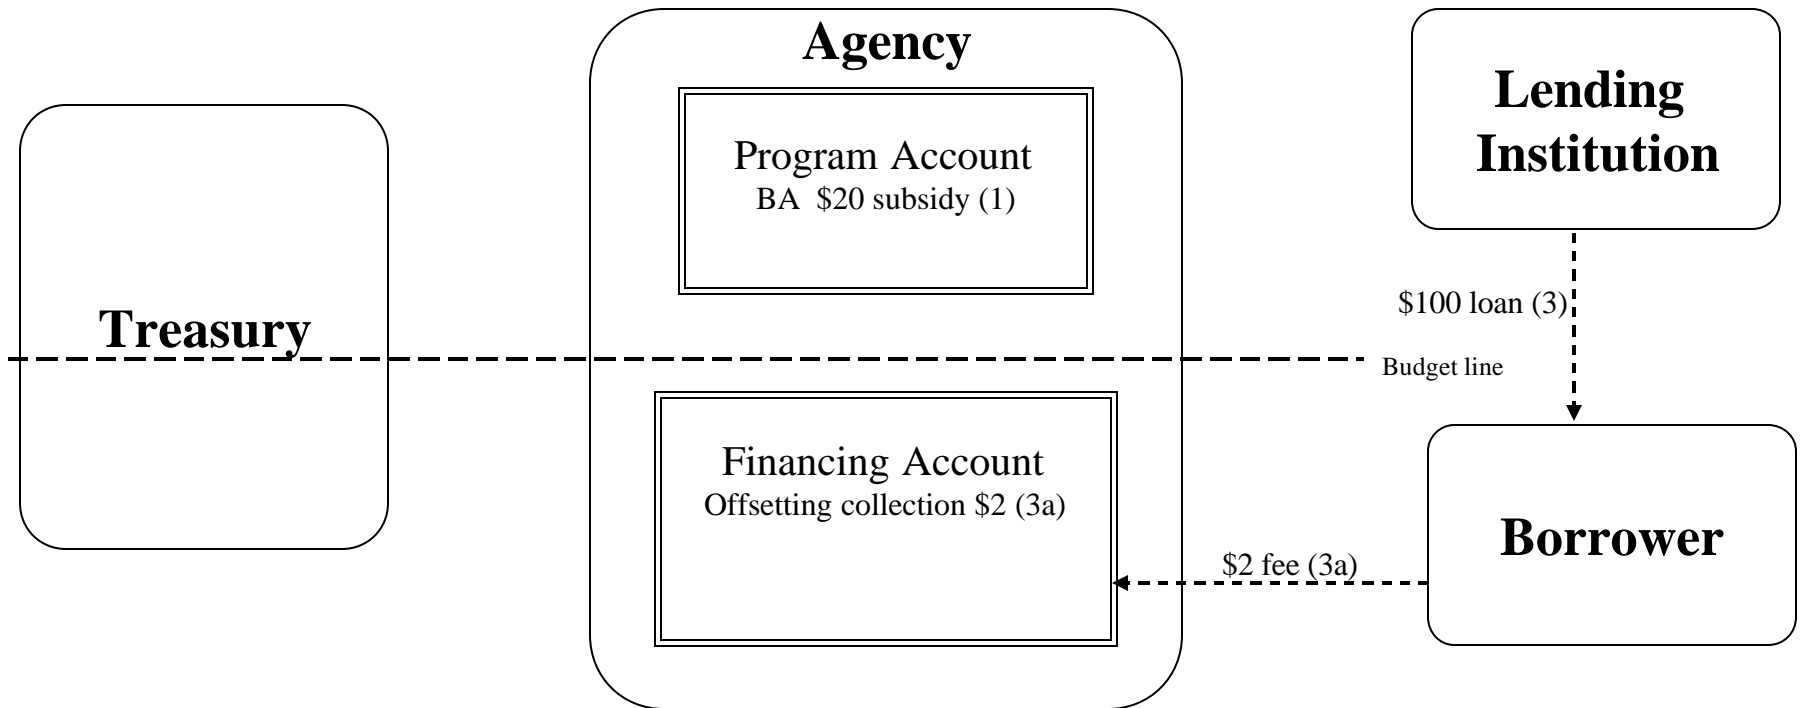 Agency
Program Account
BA  $20 subsidy (1)
Lending
Institution
$100 loan (3)
Treasury
Budget line
Financing Account
Offsetting collection $2 (3a)
Borrower
$2 fee (3a)